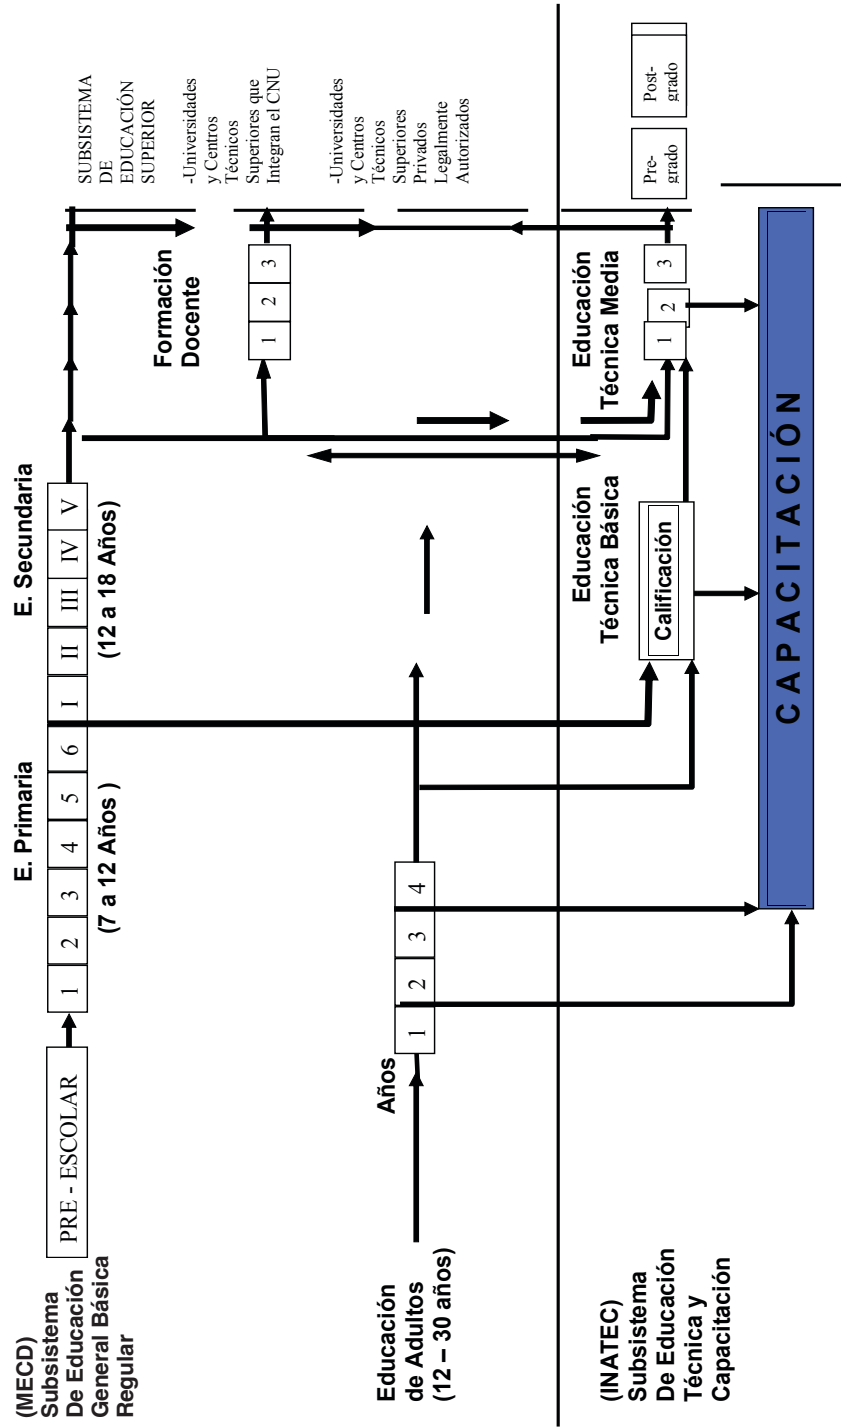 (MECD)
Subsistema
De Educación
General Básica
Regular
PRE - ESCOLAR
E. Primaria
1 2 3 4 5 6
(7 a 12 Años )
E. Secundaria
I II III IV V
(12 a 18 Años)
SUBSISTEMA
DE
EDUCACIÓN
SUPERIOR
-Universidades
y Centros
Técnicos
Superiores que
Integran el CNU
-Universidades
y Centros
Técnicos
Superiores
Privados
Legalmente
Autorizados
Formación
Docente
1 2 3
Educación
de Adultos
(12 – 30 años)
Años
1 2 3 4
(INATEC)
Subsistema
De Educación
Técnica y
Capacitación
Educación
Técnica Básica
Calificación
Educación
Técnica Media
1 2 3
Pre-
grado
Post-
grado
CAPACITACIÓN